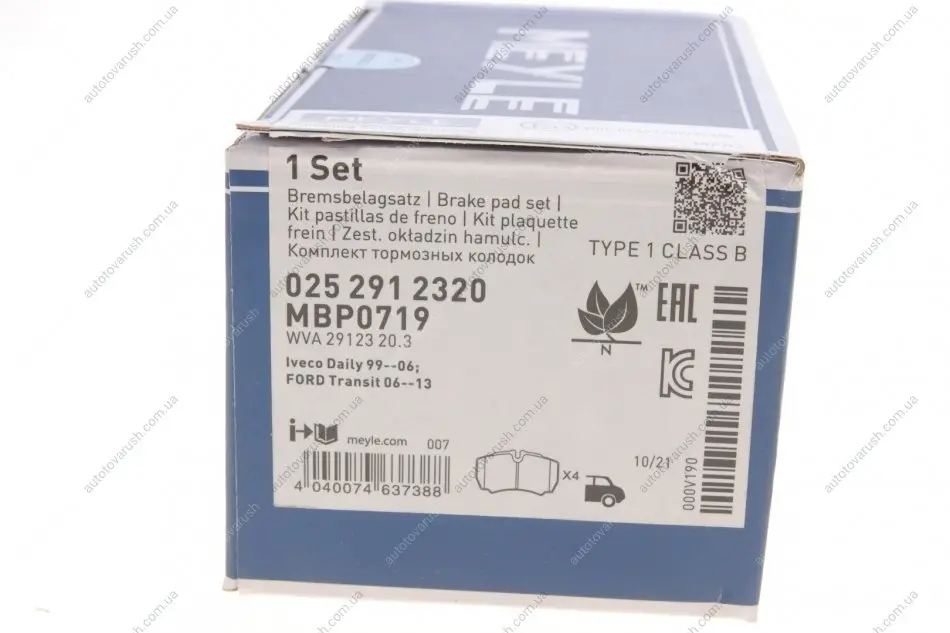 MEYLE
1 Set
Bremsbelagsatz | Brake pad set |
Kit pastillas de freno | Kit plaquette
frein | Zest. okładzin hamulc. |
Комплект тормозных колодок
TYPE 1 CLASS B
025 291 2320
MBP0719
WVA 29123 20.3
Iveco Daily 99--06;
FORD Transit 06--13
TM
N
EAC
KC
i
meyle.com 007
4 040074 637388
X4
10/21
000V190
autotovarush.com.ua